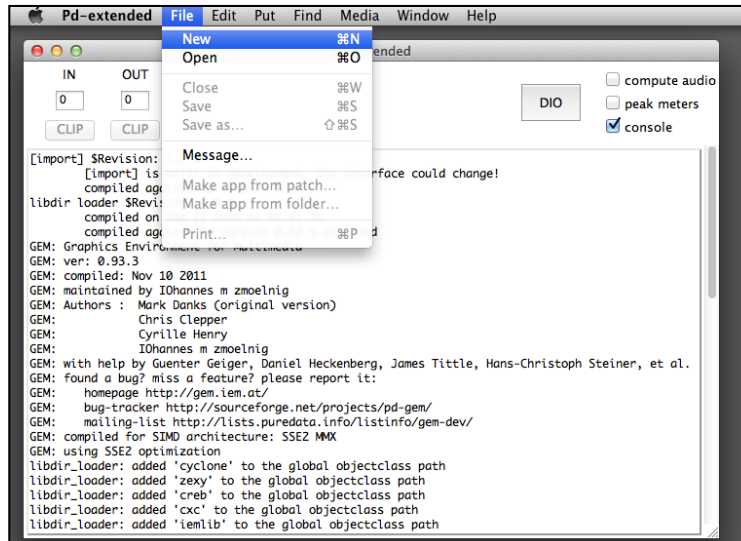 Pd-extended File Edit Put Find Media Window Help
New ⌘N
Open ⌘O
Close ⌘W
Save ⌘S
Save as... ⇧⌘S
Message...
Make app from patch...
Make app from folder...
Print... ⌘P
ended
IN OUT
0 0
CLIP CLIP
DIO
compute audio
peak meters
console
[import] $Revision:
[import] is face could change!
compiled
libdir loader
compiled on
compiled
GEM: Graphics Environment for Multimedia
GEM: ver: 0.93.3
GEM: compiled: Nov 10 2011
GEM: maintained by IOhannes m zmoelnig
GEM: Authors : Mark Danks (original version)
GEM: Chris Clepper
GEM: Cyrille Henry
GEM: IOhannes m zmoelnig
GEM: with help by Guenter Geiger, Daniel Heckenberg, James Tittle, Hans-Christoph Steiner, et al.
GEM: found a bug? miss a feature? please report it:
GEM: homepage http://gem.iem.at/
GEM: bug-tracker http://sourceforge.net/projects/pd-gem/
GEM: mailing-list http://lists.puredata.info/listinfo/gem-dev/
GEM: compiled for SIMD architecture: SSE2 MMX
GEM: using SSE2 optimization
libdir_loader: added 'cyclone' to the global objectclass path
libdir_loader: added 'zexy' to the global objectclass path
libdir_loader: added 'creb' to the global objectclass path
libdir_loader: added 'cxc' to the global objectclass path
libdir_loader: added 'iemlib' to the global objectclass path